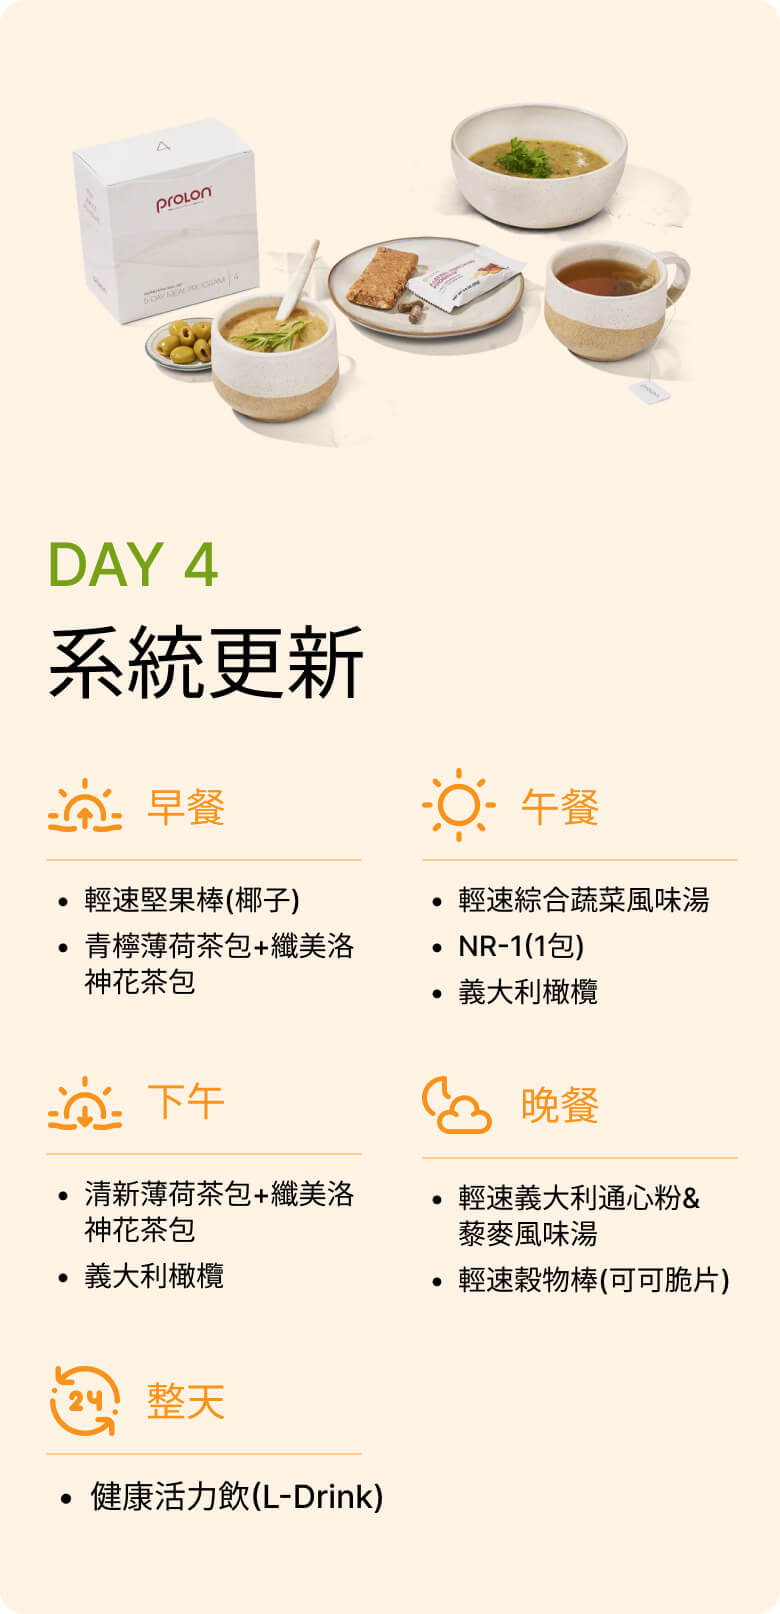 4
PROLON
5-DAY MEAL PROGRAM | 4
DAY 4
系統更新
早餐
• 輕速堅果棒(椰子)
• 青檸薄荷茶包+纖美洛
神花茶包
午餐
• 輕速綜合蔬菜風味湯
• NR-1(1包)
• 義大利橄欖
下午
• 清新薄荷茶包+纖美洛
神花茶包
• 義大利橄欖
晚餐
• 輕速義大利通心粉&
藜麥風味湯
• 輕速穀物棒(可可脆片)
24
整天
• 健康活力飲(L-Drink)